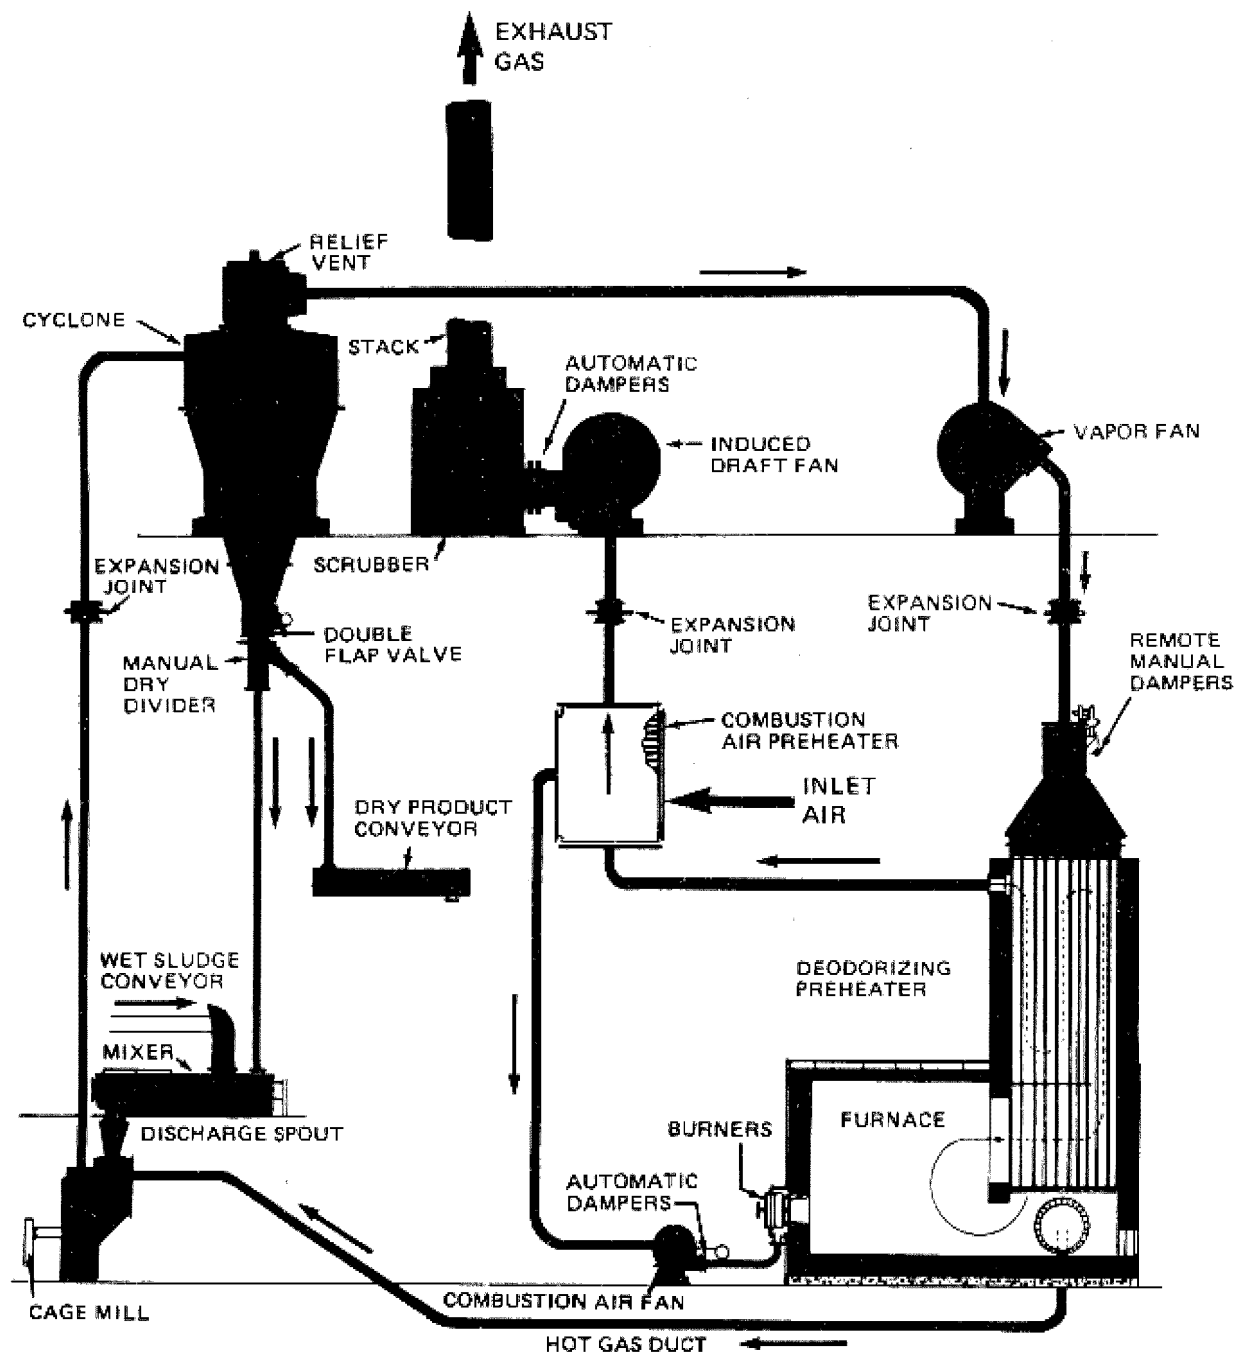 EXHAUST
GAS
RELIEF
VENT
CYCLONE
STACK
AUTOMATIC
DAMPERS
INDUCED
DRAFT FAN
VAPOR FAN
EXPANSION
JOINT
SCRUBBER
DOUBLE
FLAP VALVE
EXPANSION
JOINT
EXPANSION
JOINT
REMOTE
MANUAL
DAMPERS
MANUAL
DRY
DIVIDER
COMBUSTION
AIR PREHEATER
INLET
AIR
DRY PRODUCT
CONVEYOR
WET SLUDGE
CONVEYOR
DEODORIZING
PREHEATER
MIXER
DISCHARGE SPOUT
BURNERS
FURNACE
AUTOMATIC
DAMPERS
CAGE MILL
COMBUSTION AIR FAN
HOT GAS DUCT